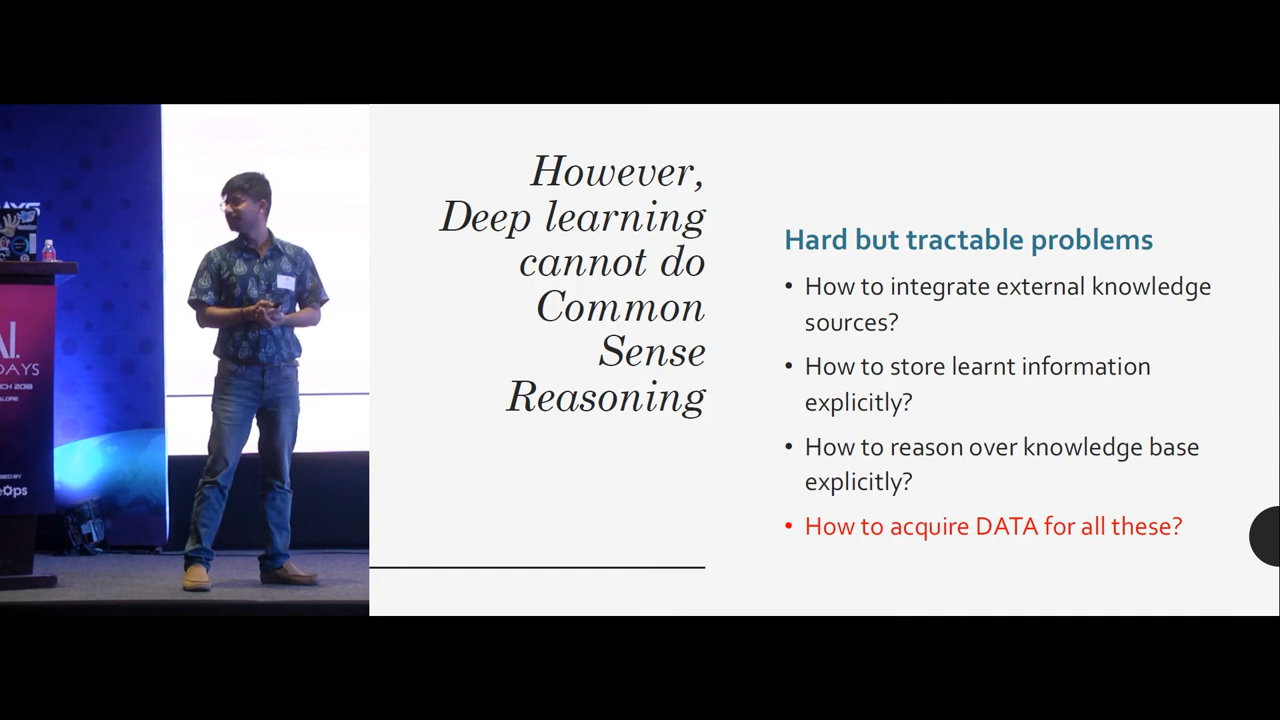 AI.
DAYS
However,
Deep learning
cannot do
Common
Sense
Reasoning
Hard but tractable problems
• How to integrate external knowledge
sources?
• How to store learnt information
explicitly?
• How to reason over knowledge base
explicitly?
• How to acquire DATA for all these?